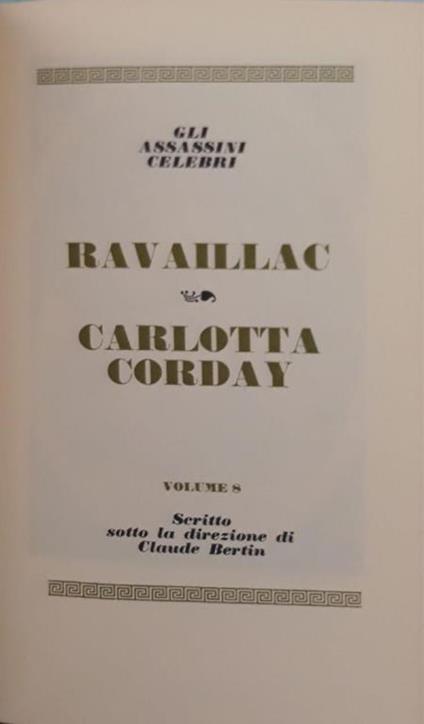 GLI
ASSASSINI
CELEBRI
RAVAILLAC
CARLOTTA
CORDAY
VOLUME 8
Scritto
sotto la direzione di
Claude Bertin